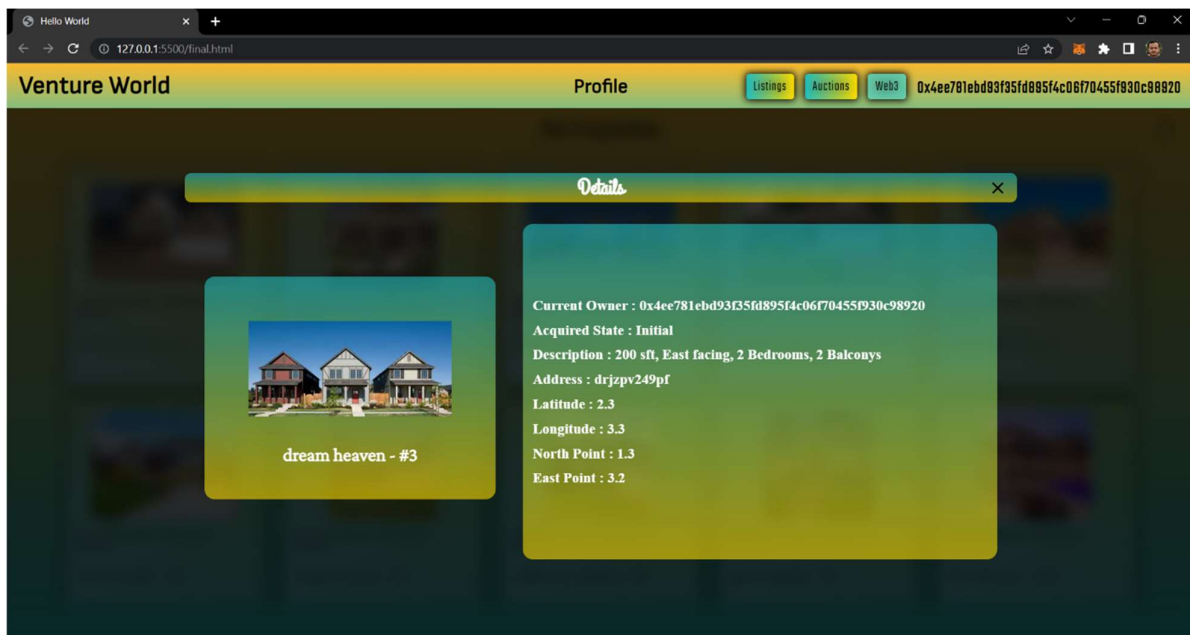 Hello World
127.0.0.1:5500/final.html
Venture World
Profile
Listings
Auctions
Web3
0x4ee781ebd93f35fd895f4c06f70455f930c98920
Details
dream heaven - #3
Current Owner : 0x4ee781ebd93f35fd895f4c06f70455f930c98920
Acquired State : Initial
Description : 200 sft, East facing, 2 Bedrooms, 2 Balconys
Address : drjzpv249pf
Latitude : 2.3
Longitude : 3.3
North Point : 1.3
East Point : 3.2